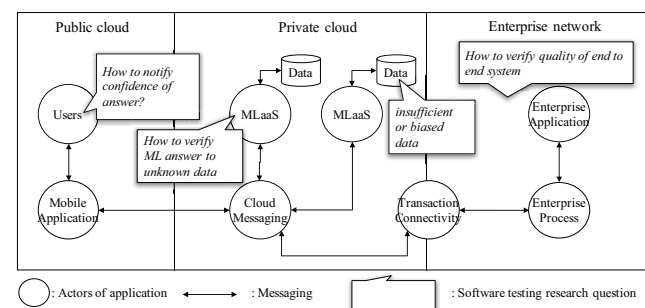 Public cloud
Private cloud
Enterprise network
How to notify
confidence of
answer?
Users
Mobile
Application
Data
MLaaS
How to verify
ML answer to
unknown data
Cloud
Messaging
Data
MLaaS
insufficient
or biased
data
Transaction
Connectivity
How to verify quality of end to
end system
Enterprise
Application
Enterprise
Process
: Actors of application
: Messaging
: Software testing research question